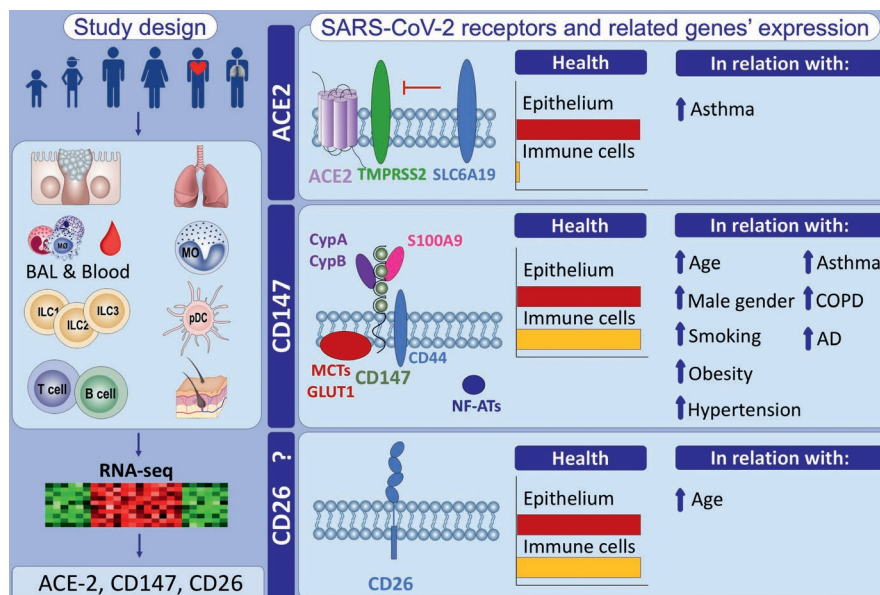 Study design
MØ
BAL & Blood
MO
ILC1
ILC2
ILC3
pDC
T cell
B cell
RNA-seq
ACE-2, CD147, CD26
SARS-CoV-2 receptors and related genes' expression
ACE2
ACE2
TMPRSS2
SLC6A19
Health
Epithelium
Immune cells
In relation with:
Asthma
CD147
CypA
CypB
S100A9
MCTs
GLUT1
CD147
CD44
NF-ATs
Health
Epithelium
Immune cells
In relation with:
Age
Male gender
Smoking
Obesity
Hypertension
Asthma
COPD
AD
CD26 ?
CD26
Health
Epithelium
Immune cells
In relation with:
Age